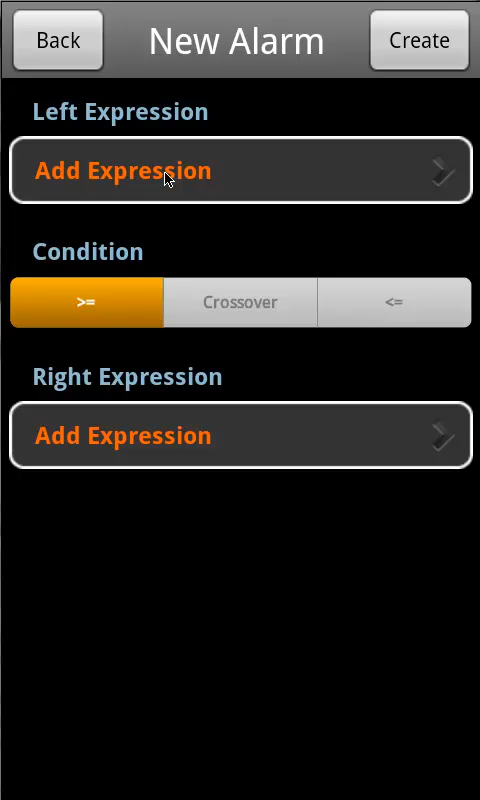 Back New Alarm Create
Left Expression
Add Expression
Condition
>= Crossover <=
Right Expression
Add Expression